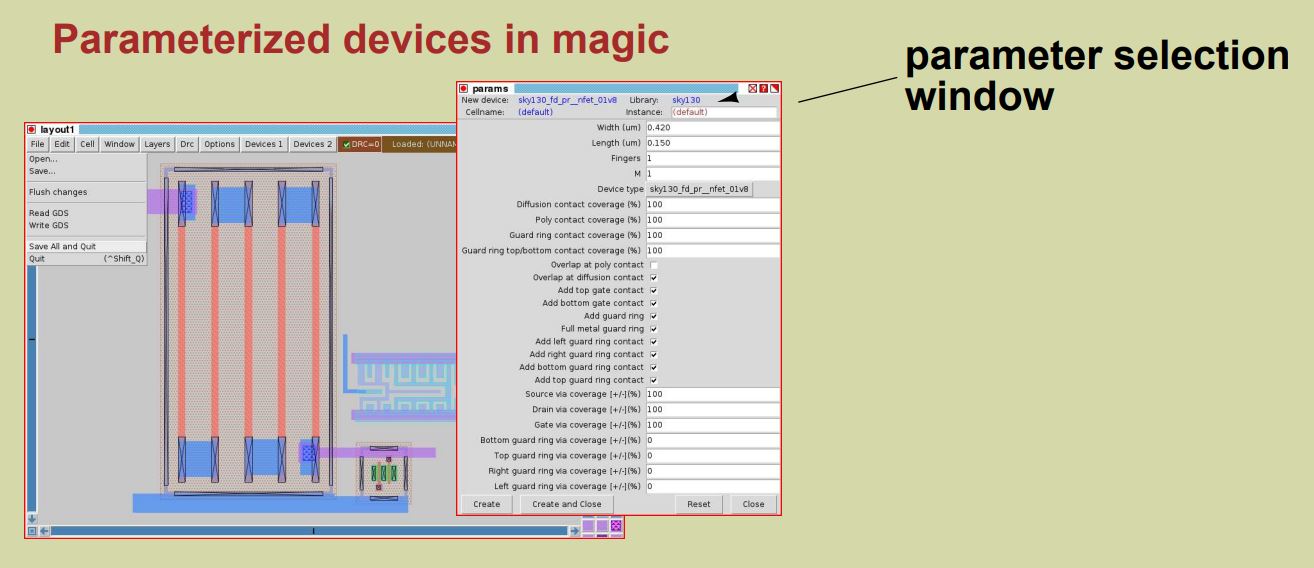 Parameterized devices in magic
parameter selection
window
params
New device: sky130_fd_pr__nfet_01v8 Library: sky130
Cellname: (default) Instance: (default)
Width (um) 0.420
Length (um) 0.150
Fingers 1
M 1
Device type sky130_fd_pr__nfet_01v8
Diffusion contact coverage (%) 100
Poly contact coverage (%) 100
Guard ring contact coverage (%) 100
Guard ring top/bottom contact coverage (%) 100
Overlap at poly contact
Overlap at diffusion contact
Add top gate contact
Add bottom gate contact
Add guard ring
Full metal guard ring
Add left guard ring contact
Add right guard ring contact
Add bottom guard ring contact
Add top guard ring contact
Source via coverage [+/-](%) 100
Drain via coverage [+/-](%) 100
Gate via coverage [+/-](%) 100
Bottom guard ring via coverage [+/-](%) 0
Top guard ring via coverage [+/-](%) 0
Right guard ring via coverage [+/-](%) 0
Left guard ring via coverage [+/-](%) 0
Create Create and Close Reset Close
layout1
File Edit Cell Window Layers Drc Options Devices 1 Devices 2 DRC=0 Loaded: (UNNAM
Open...
Save...
Flush changes
Read GDS
Write GDS
Save All and Quit
Quit (^Shift_Q)